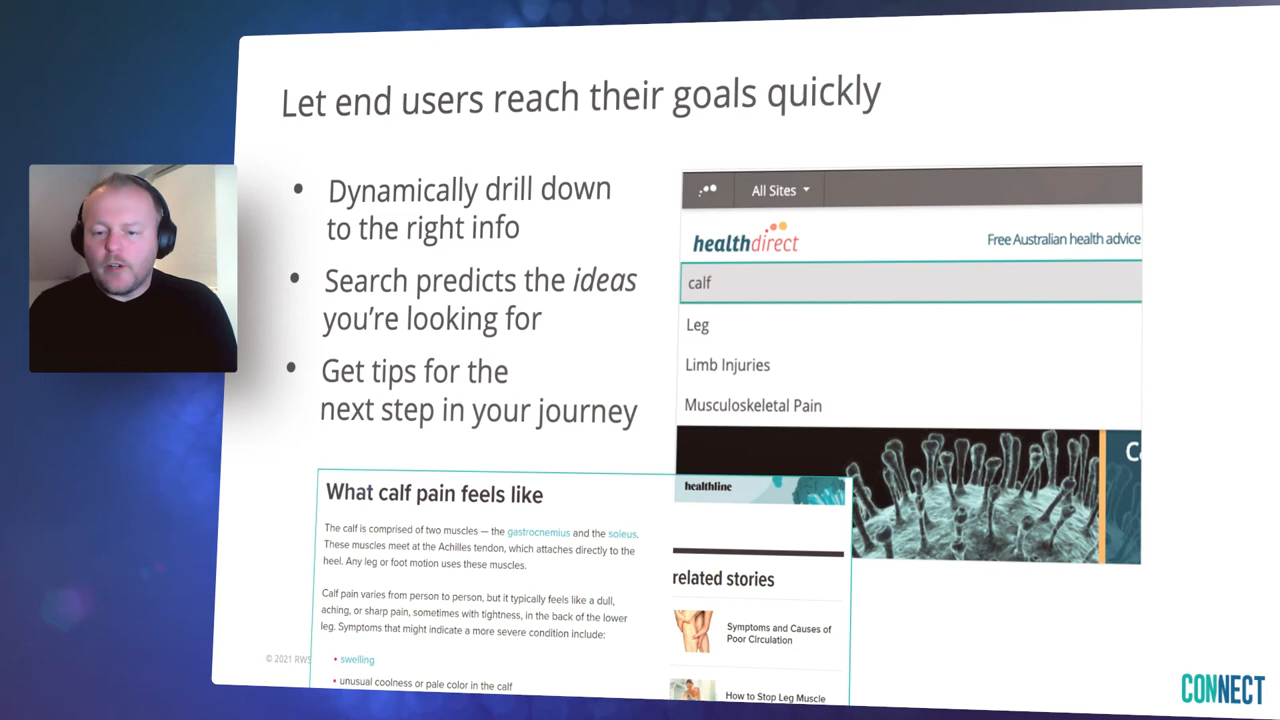 Let end users reach their goals quickly
• Dynamically drill down
to the right info
• Search predicts the ideas
you're looking for
• Get tips for the
next step in your journey
All Sites
healthdirect
Free Australian health advice
calf
Leg
Limb Injuries
Musculoskeletal Pain
What calf pain feels like
The calf is comprised of two muscles — the gastrocnemius and the soleus.
These muscles meet at the Achilles tendon, which attaches directly to the
heel. Any leg or foot motion uses these muscles.
Calf pain varies from person to person, but it typically feels like a dull,
aching, or sharp pain, sometimes with tightness, in the back of the lower
leg. Symptoms that might indicate a more severe condition include:
• swelling
• unusual coolness or pale color in the calf
healthline
related stories
Symptoms and Causes of
Poor Circulation
How to Stop Leg Muscle
© 2021 RWS
CONNECT